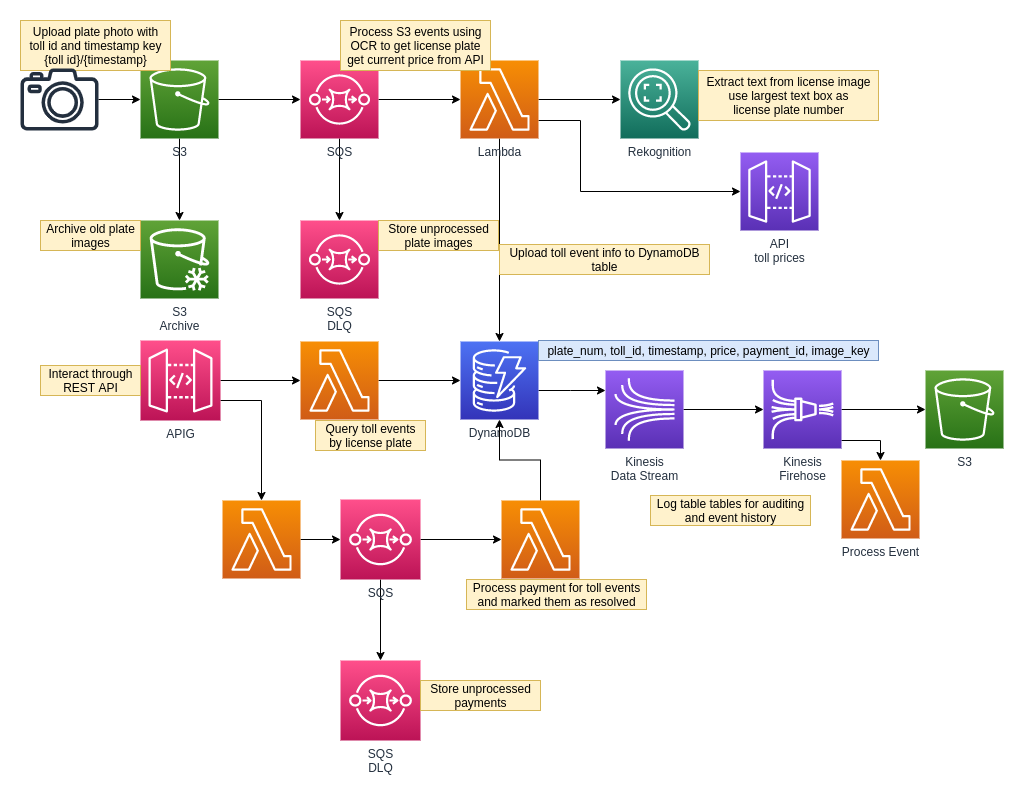 Upload plate photo with
toll id and timestamp key
{toll id}/{timestamp}
Process S3 events using
OCR to get license plate
get current price from API
Extract text from license image
use largest text box as
license plate number
S3
SQS
Lambda
Rekognition
API
toll prices
Archive old plate
images
Store unprocessed
plate images
Upload toll event info to DynamoDB
table
S3
Archive
SQS
DLQ
plate_num, toll_id, timestamp, price, payment_id, image_key
Interact through
REST API
APIG
Query toll events
by license plate
DynamoDB
Kinesis
Data Stream
Kinesis
Firehose
S3
Log table tables for auditing
and event history
Process Event
SQS
Process payment for toll events
and marked them as resolved
Store unprocessed
payments
SQS
DLQ